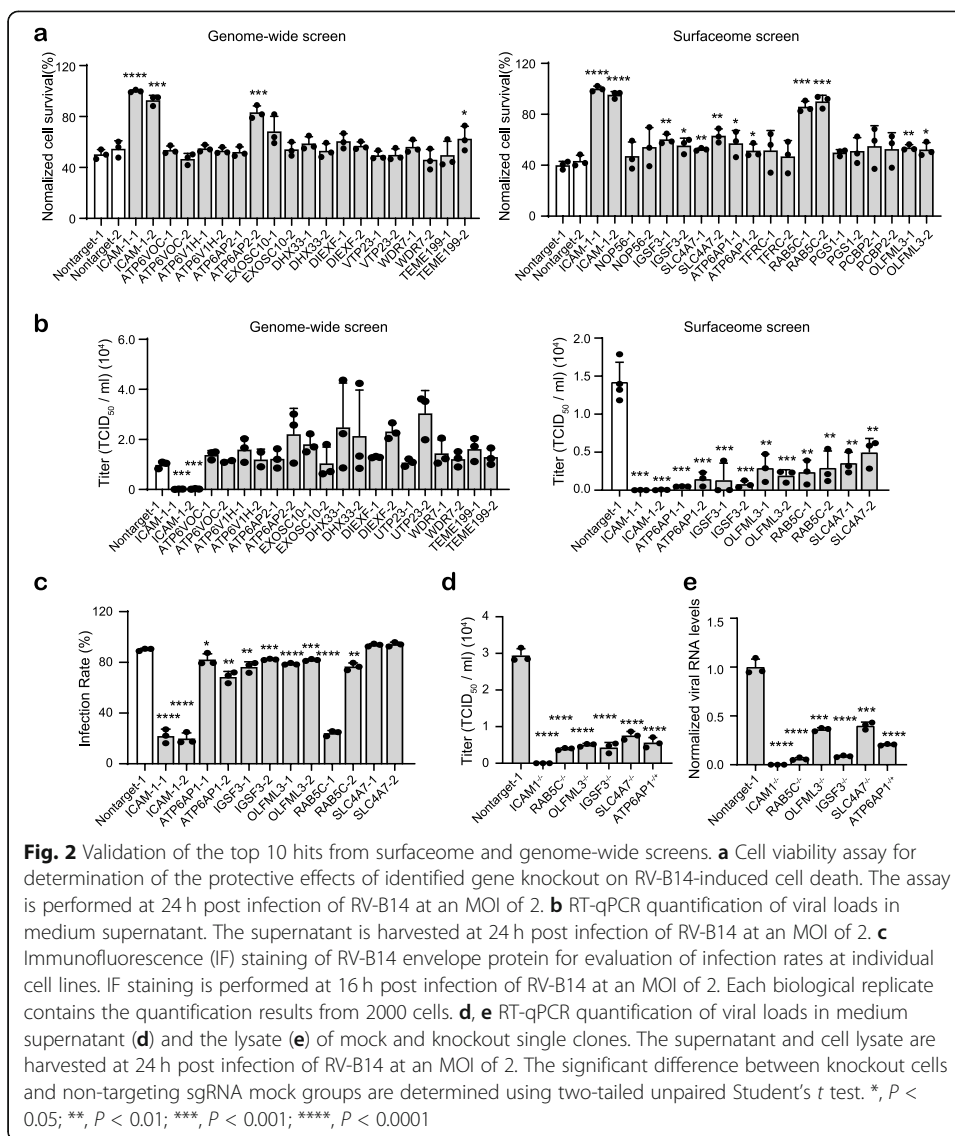 a
Genome-wide screen
Nomalized cell survival(%)
120
80
40
0
**** *** *** *
Nontarget-1
Nontarget-2
ICAM-1-1
ICAM-1-2
ATP6VOC-1
ATP6VOC-2
ATP6V1H-1
ATP6V1H-2
ATP6AP2-1
ATP6AP2-2
EXOSC10-1
EXOSC10-2
DHX33-1
DHX33-2
DIEXF-1
DIEXF-2
VTP23-1
VTP23-2
WDR7-1
WDR7-2
TEME199-1
TEME199-2
Surfaceome screen
Nomalized cell survival(%)
120
80
40
0
**** **** ** * ** ** * * *** *** ** *
Nontarget-1
Nontarget-2
ICAM-1-1
ICAM-1-2
NOP56-1
NOP56-2
IGSF3-1
IGSF3-2
SLC4A7-1
SLC4A7-2
ATP6AP1-1
ATP6AP1-2
TFRC-1
TFRC-2
RAB5C-1
RAB5C-2
PGS1-1
PGS1-2
PCBP2-1
PCBP2-2
OLFML3-1
OLFML3-2
b
Genome-wide screen
Titer (TCID50 / ml) (10⁴)
6.0
4.0
2.0
0.0
*** ***
Nontarget-1
ICAM-1-1
ICAM-1-2
ATP6VOC-1
ATP6VOC-2
ATP6V1H-1
ATP6V1H-2
ATP6AP2-1
ATP6AP2-2
EXOSC10-1
EXOSC10-2
DHX33-1
DHX33-2
DIEXF-1
DIEXF-2
UTP23-1
UTP23-2
WDR7-1
WDR7-2
TEME199-1
TEME199-2
Surfaceome screen
Titer (TCID50 / ml) (10⁴)
2.0
1.5
1.0
0.5
0.0
*** *** *** *** *** *** ** *** ** ** ** **
Nontarget-1
ICAM-1-1
ICAM-1-2
ATP6AP1-1
ATP6AP1-2
IGSF3-1
IGSF3-2
OLFML3-1
OLFML3-2
RAB5C-1
RAB5C-2
SLC4A7-1
SLC4A7-2
c
Infection Rate (%)
120
80
40
0
**** **** * ** ** *** **** *** **** **
Nontarget-1
ICAM-1-1
ICAM-1-2
ATP6AP1-1
ATP6AP1-2
IGSF3-1
IGSF3-2
OLFML3-1
OLFML3-2
RAB5C-1
RAB5C-2
SLC4A7-1
SLC4A7-2
d
Titer (TCID50 / ml) (10⁴)
4
3
2
1
0
**** **** **** **** **** ****
Nontarget-1
ICAM1-/-
RAB5C-/-
OLFML3-/-
IGSF3-/-
SLC4A7-/-
ATP6AP1-/+
e
Normalized viral RNA levels
1.5
1.0
0.5
0.0
**** **** *** **** *** ****
Nontarget-1
ICAM1-/-
RAB5C-/-
OLFML3-/-
IGSF3-/-
SLC4A7-/-
ATP6AP1-/+
Fig. 2 Validation of the top 10 hits from surfaceome and genome-wide screens. a Cell viability assay for
determination of the protective effects of identified gene knockout on RV-B14-induced cell death. The assay
is performed at 24 h post infection of RV-B14 at an MOI of 2. b RT-qPCR quantification of viral loads in
medium supernatant. The supernatant is harvested at 24 h post infection of RV-B14 at an MOI of 2. c
Immunofluorescence (IF) staining of RV-B14 envelope protein for evaluation of infection rates at individual
cell lines. IF staining is performed at 16 h post infection of RV-B14 at an MOI of 2. Each biological replicate
contains the quantification results from 2000 cells. d, e RT-qPCR quantification of viral loads in medium
supernatant (d) and the lysate (e) of mock and knockout single clones. The supernatant and cell lysate are
harvested at 24 h post infection of RV-B14 at an MOI of 2. The significant difference between knockout cells
and non-targeting sgRNA mock groups are determined using two-tailed unpaired Student's t test. *, P <
0.05; **, P < 0.01; ***, P < 0.001; ****, P < 0.0001